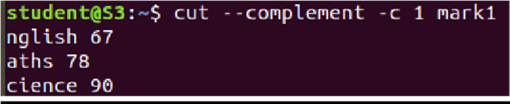 student@S3:~$ cut --complement -c 1 mark1
nglish 67
aths 78
cience 90